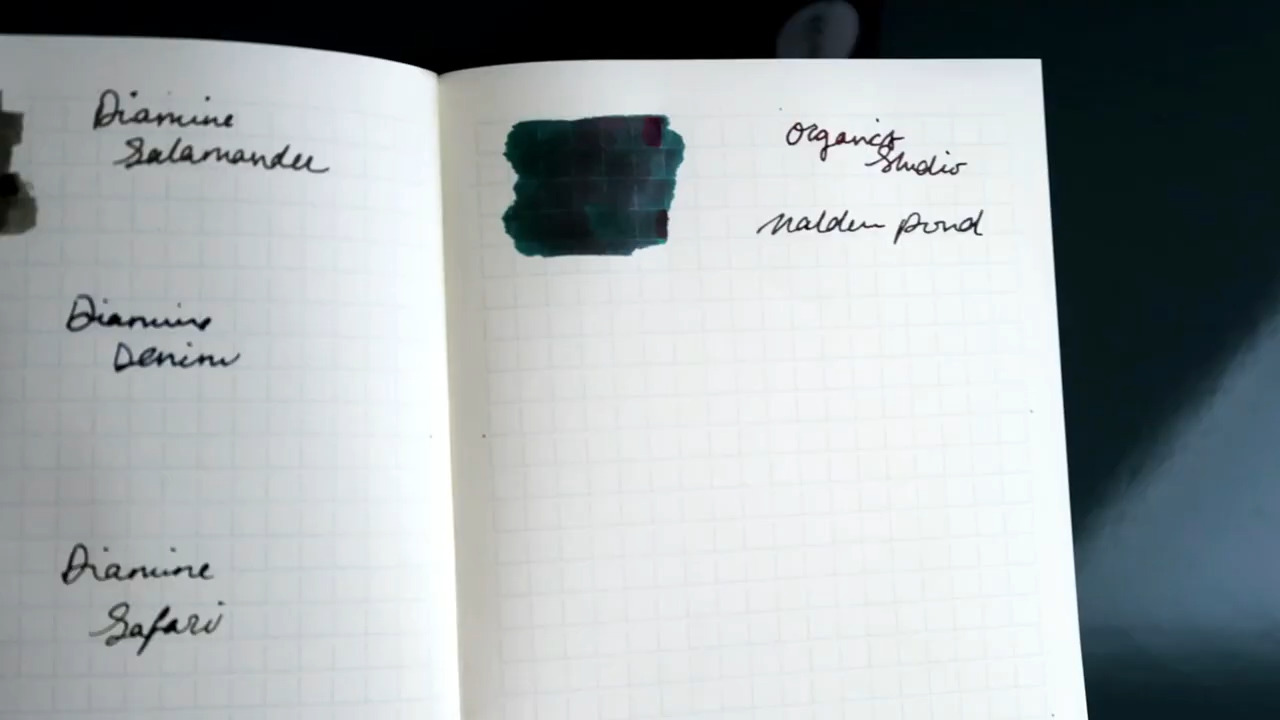 Diamine
Salamander
Diamine
Denim
Diamine
Safari
Organics
Studio
Walden pond